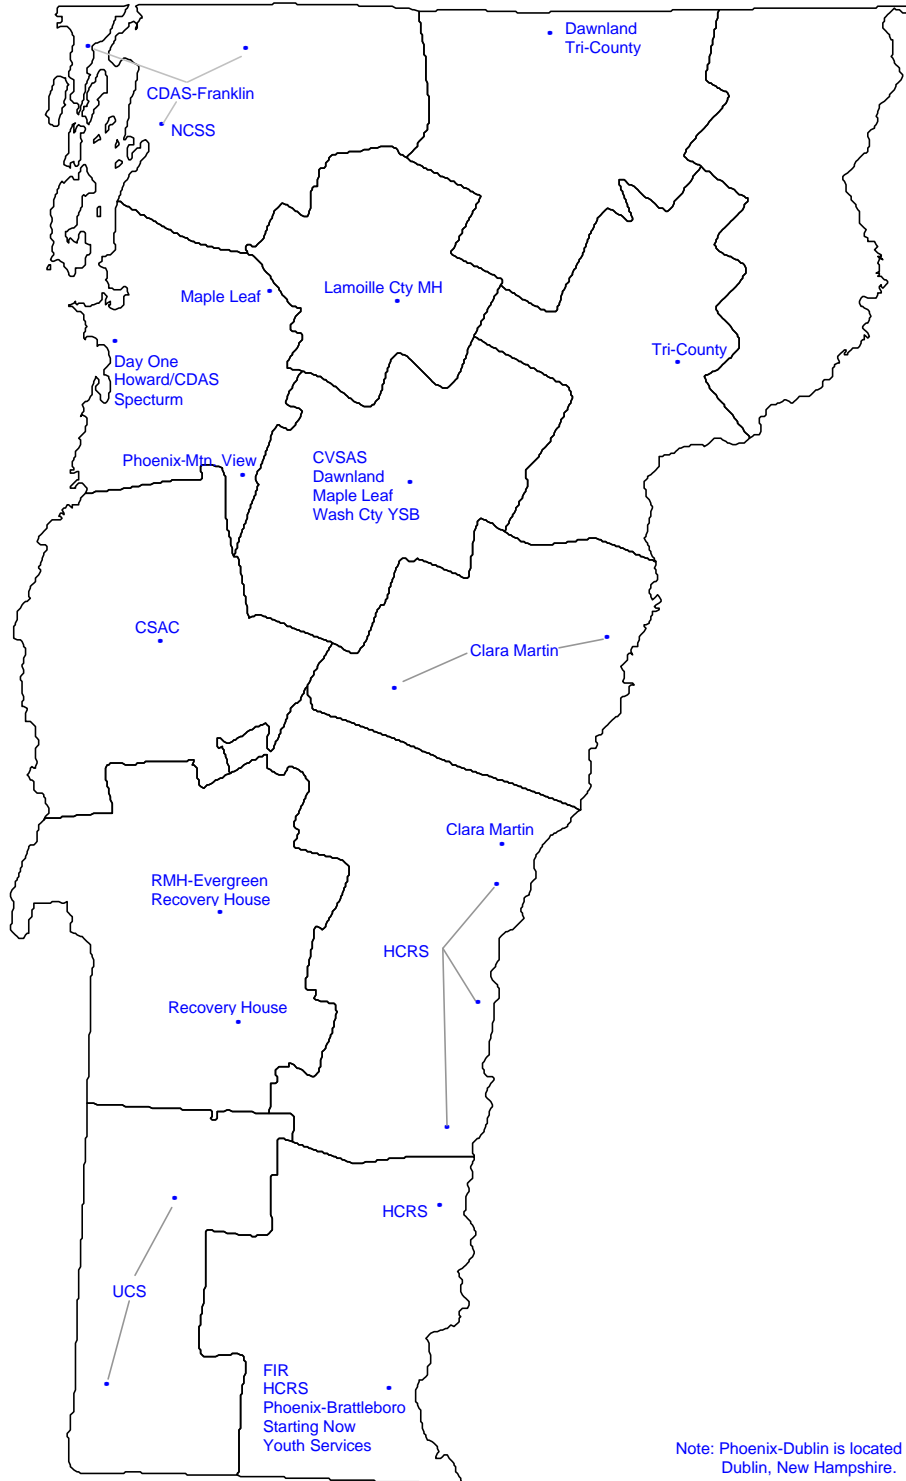 Dawnland
Tri-County
CDAS-Franklin
NCSS
Maple Leaf
Lamoille Cty MH
Day One
Howard/CDAS
Specturm
Tri-County
Phoenix-Mtn. View
CVSAS
Dawnland
Maple Leaf
Wash Cty YSB
CSAC
Clara Martin
Clara Martin
RMH-Evergreen
Recovery House
HCRS
Recovery House
HCRS
UCS
FIR
HCRS
Phoenix-Brattleboro
Starting Now
Youth Services
Note: Phoenix-Dublin is located
Dublin, New Hampshire.